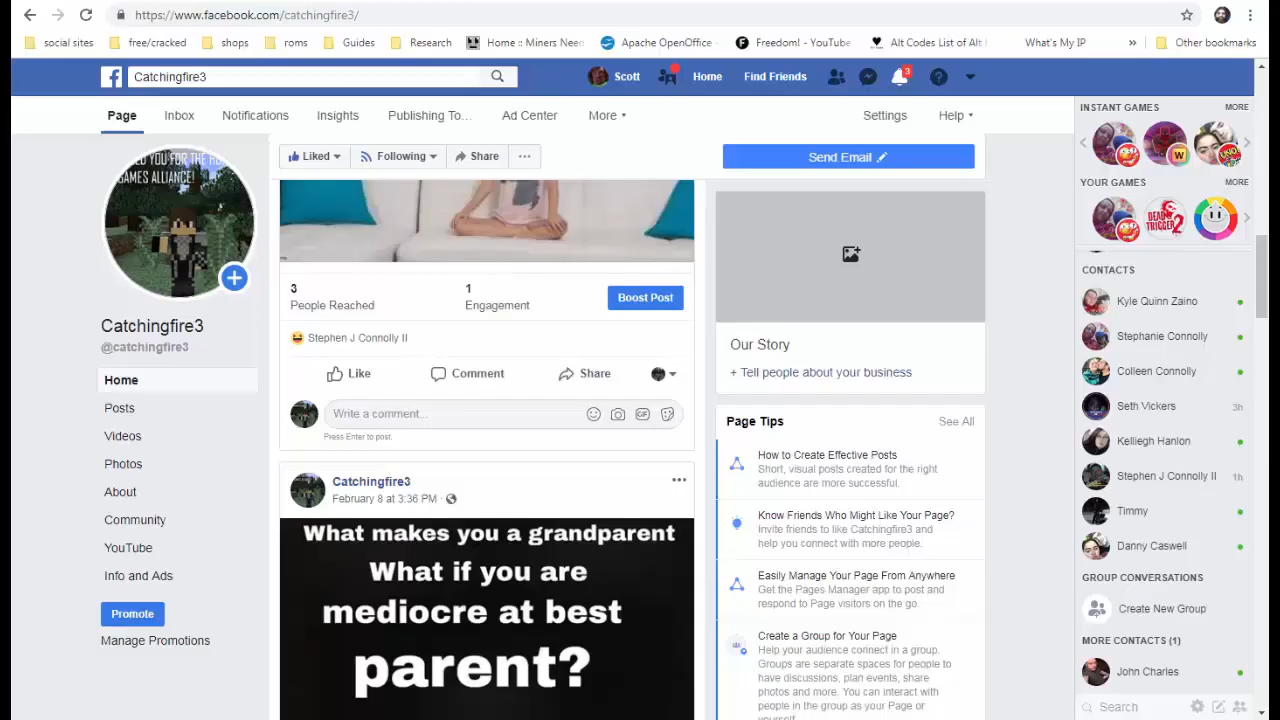 https://www.facebook.com/catchingfire3/
social sites
free/cracked
shops
roms
Guides
Research
Home :: Miners Nee
Apache OpenOffice
Freedom! - YouTube
Alt Codes List of Alt
What's My IP
»
Other bookmarks
Catchingfire3
Scott
Home
Find Friends
3
Page
Inbox
Notifications
Insights
Publishing To...
Ad Center
More
Settings
Help
GAMES ALLIANCE!
Catchingfire3
@catchingfire3
Home
Posts
Videos
Photos
About
Community
YouTube
Info and Ads
Promote
Manage Promotions
Liked
Following
Share
...
Send Email
3
People Reached
1
Engagement
Boost Post
Stephen J Connolly II
Like
Comment
Share
Write a comment...
GIF
Press Enter to post.
Catchingfire3
February 8 at 3:36 PM ·
What makes you a grandparent
What if you are
mediocre at best
parent?
Our Story
+ Tell people about your business
Page Tips
See All
How to Create Effective Posts
Short, visual posts created for the right
audience are more successful.
Know Friends Who Might Like Your Page?
Invite friends to like Catchingfire3 and
help you connect with more people.
Easily Manage Your Page From Anywhere
Get the Pages Manager app to post and
respond to Page visitors on the go.
Create a Group for Your Page
Help your audience connect in a group.
Groups are separate spaces for people to
have discussions, plan events, share
photos and more. You can interact with
people in the group as your Page or
yourself.
INSTANT GAMES
MORE
W
UNO
YOUR GAMES
MORE
DEAD
TRIGGER
2
CONTACTS
Kyle Quinn Zaino
Stephanie Connolly
Colleen Connolly
Seth Vickers
3h
Kelliegh Hanlon
Stephen J Connolly II
1h
Timmy
Danny Caswell
GROUP CONVERSATIONS
Create New Group
MORE CONTACTS (1)
John Charles
Search